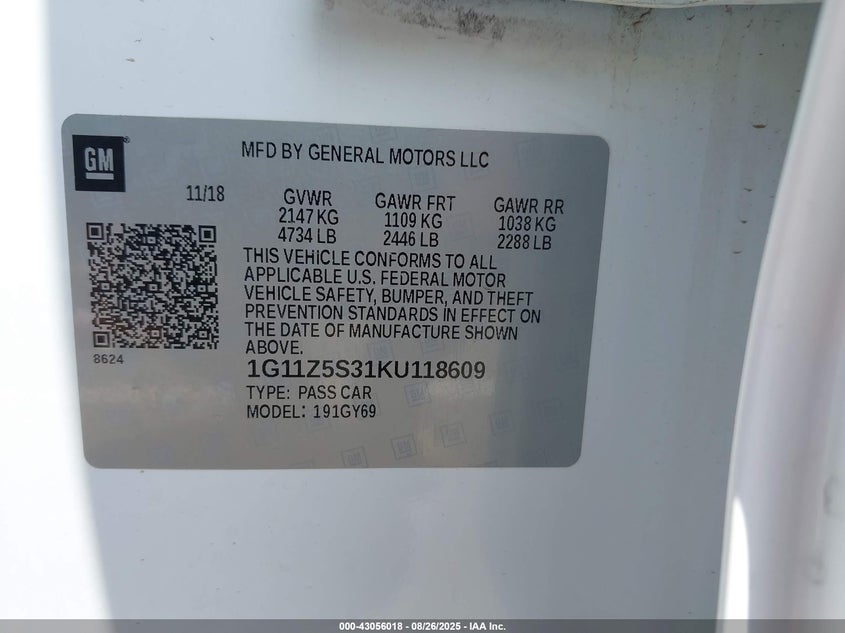 GM
MFD BY GENERAL MOTORS LLC
11/18
GVWR
2147 KG
4734 LB
GAWR FRT
1109 KG
2446 LB
GAWR RR
1038 KG
2288 LB
THIS VEHICLE CONFORMS TO ALL
APPLICABLE U.S. FEDERAL MOTOR
VEHICLE SAFETY, BUMPER, AND THEFT
PREVENTION STANDARDS IN EFFECT ON
THE DATE OF MANUFACTURE SHOWN
ABOVE.
8624
1G11Z5S31KU118609
TYPE: PASS CAR
MODEL: 191GY69
000-43056018 - 08/26/2025 - IAA Inc.